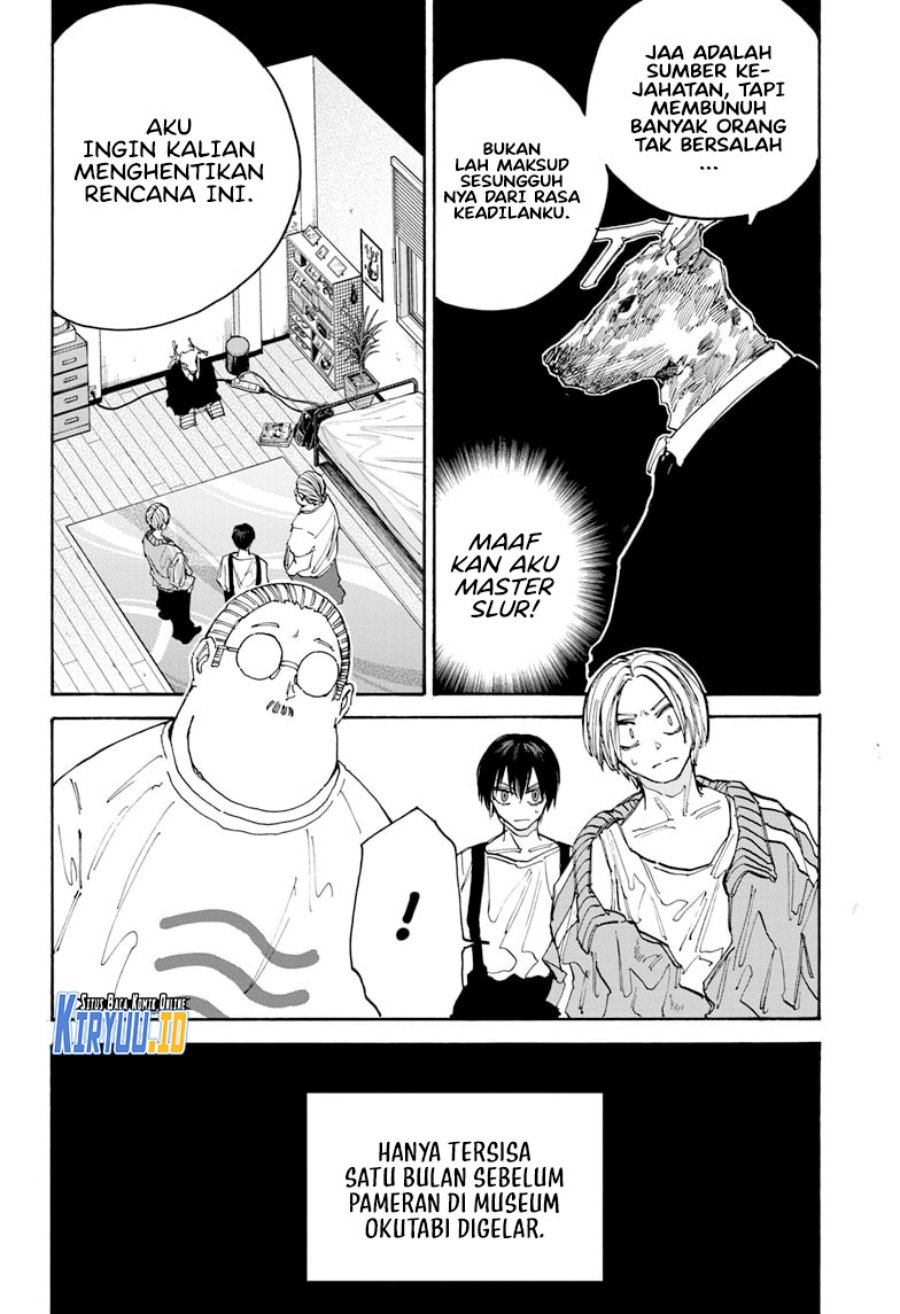 JAA ADALAH
SUMBER KE-
JAHATAN, TAPI
MEMBUNUH
BANYAK ORANG
TAK BERSALAH
...
BUKAN
LAH MAKSUD
SESUNGGUH
NYA DARI RASA
KEADILANKU.
MAAF
KAN AKU
MASTER
SLUR!
AKU
INGIN KALIAN
MENGHENTIKAN
RENCANA INI.
!
SITUS BACA KOMIK ONLINE
KIRYUU.ID
HANYA TERSISA
SATU BULAN SEBELUM
PAMERAN DI MUSEUM
OKUTABI DIGELAR.